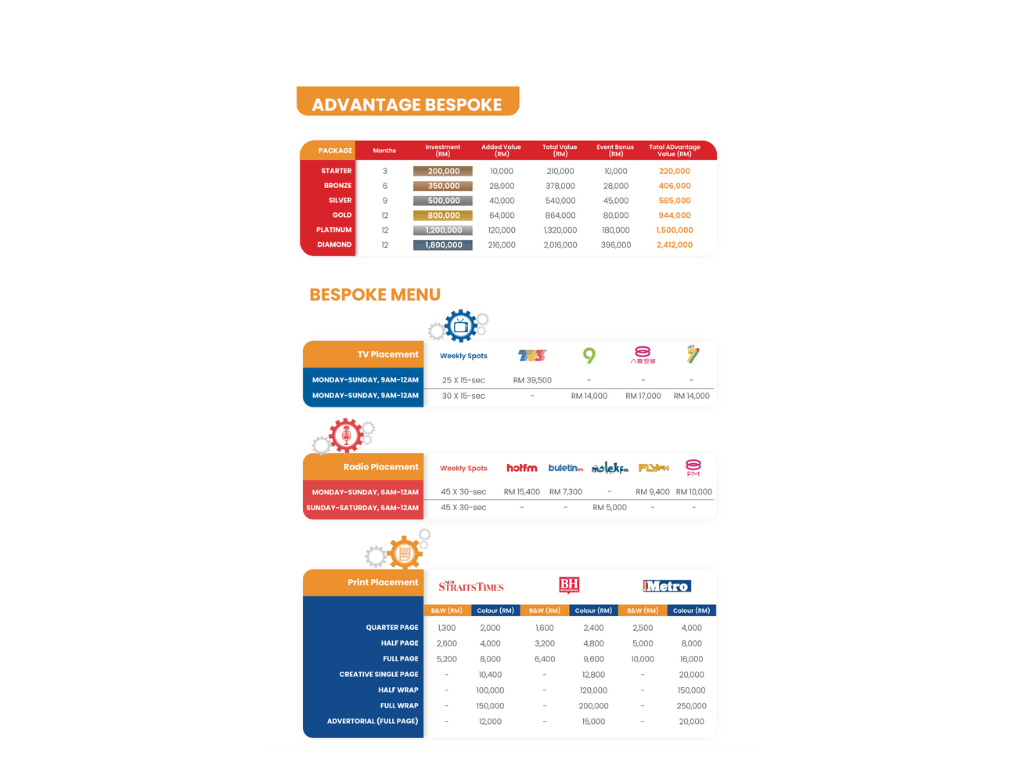 ADVANTAGE BESPOKE
PACKAGE Months Investment (RM) Added Value (RM) Total Value (RM) Event Bonus (RM) Total ADvantage Value (RM)
STARTER 3 200,000 10,000 210,000 10,000 220,000
BRONZE 6 350,000 28,000 378,000 28,000 406,000
SILVER 9 500,000 40,000 540,000 45,000 585,000
GOLD 12 800,000 64,000 864,000 80,000 944,000
PLATINUM 12 1,200,000 120,000 1,320,000 180,000 1,500,000
DIAMOND 12 1,800,000 216,000 2,016,000 396,000 2,412,000
BESPOKE MENU
TV Placement Weekly Spots TV3 9 八度空间 7
MONDAY-SUNDAY, 9AM-12AM 25 X 15-sec RM 39,500 - - -
MONDAY-SUNDAY, 9AM-12AM 30 X 15-sec - RM 14,000 RM 17,000 RM 14,000
Radio Placement Weekly Spots hotfm buletin molekfm FLYFM FM
MONDAY-SUNDAY, 6AM-12AM 45 X 30-sec RM 15,400 RM 7,300 - RM 9,400 RM 10,000
SUNDAY-SATURDAY, 6AM-12AM 45 X 30-sec - - RM 5,000 - -
Print Placement NEW STRAITS TIMES BH Metro
B&W (RM) Colour (RM) B&W (RM) Colour (RM) B&W (RM) Colour (RM)
QUARTER PAGE 1,300 2,000 1,600 2,400 2,500 4,000
HALF PAGE 2,600 4,000 3,200 4,800 5,000 8,000
FULL PAGE 5,200 8,000 6,400 9,600 10,000 16,000
CREATIVE SINGLE PAGE - 10,400 - 12,800 - 20,000
HALF WRAP - 100,000 - 120,000 - 150,000
FULL WRAP - 150,000 - 200,000 - 250,000
ADVERTORIAL (FULL PAGE) - 12,000 - 15,000 - 20,000